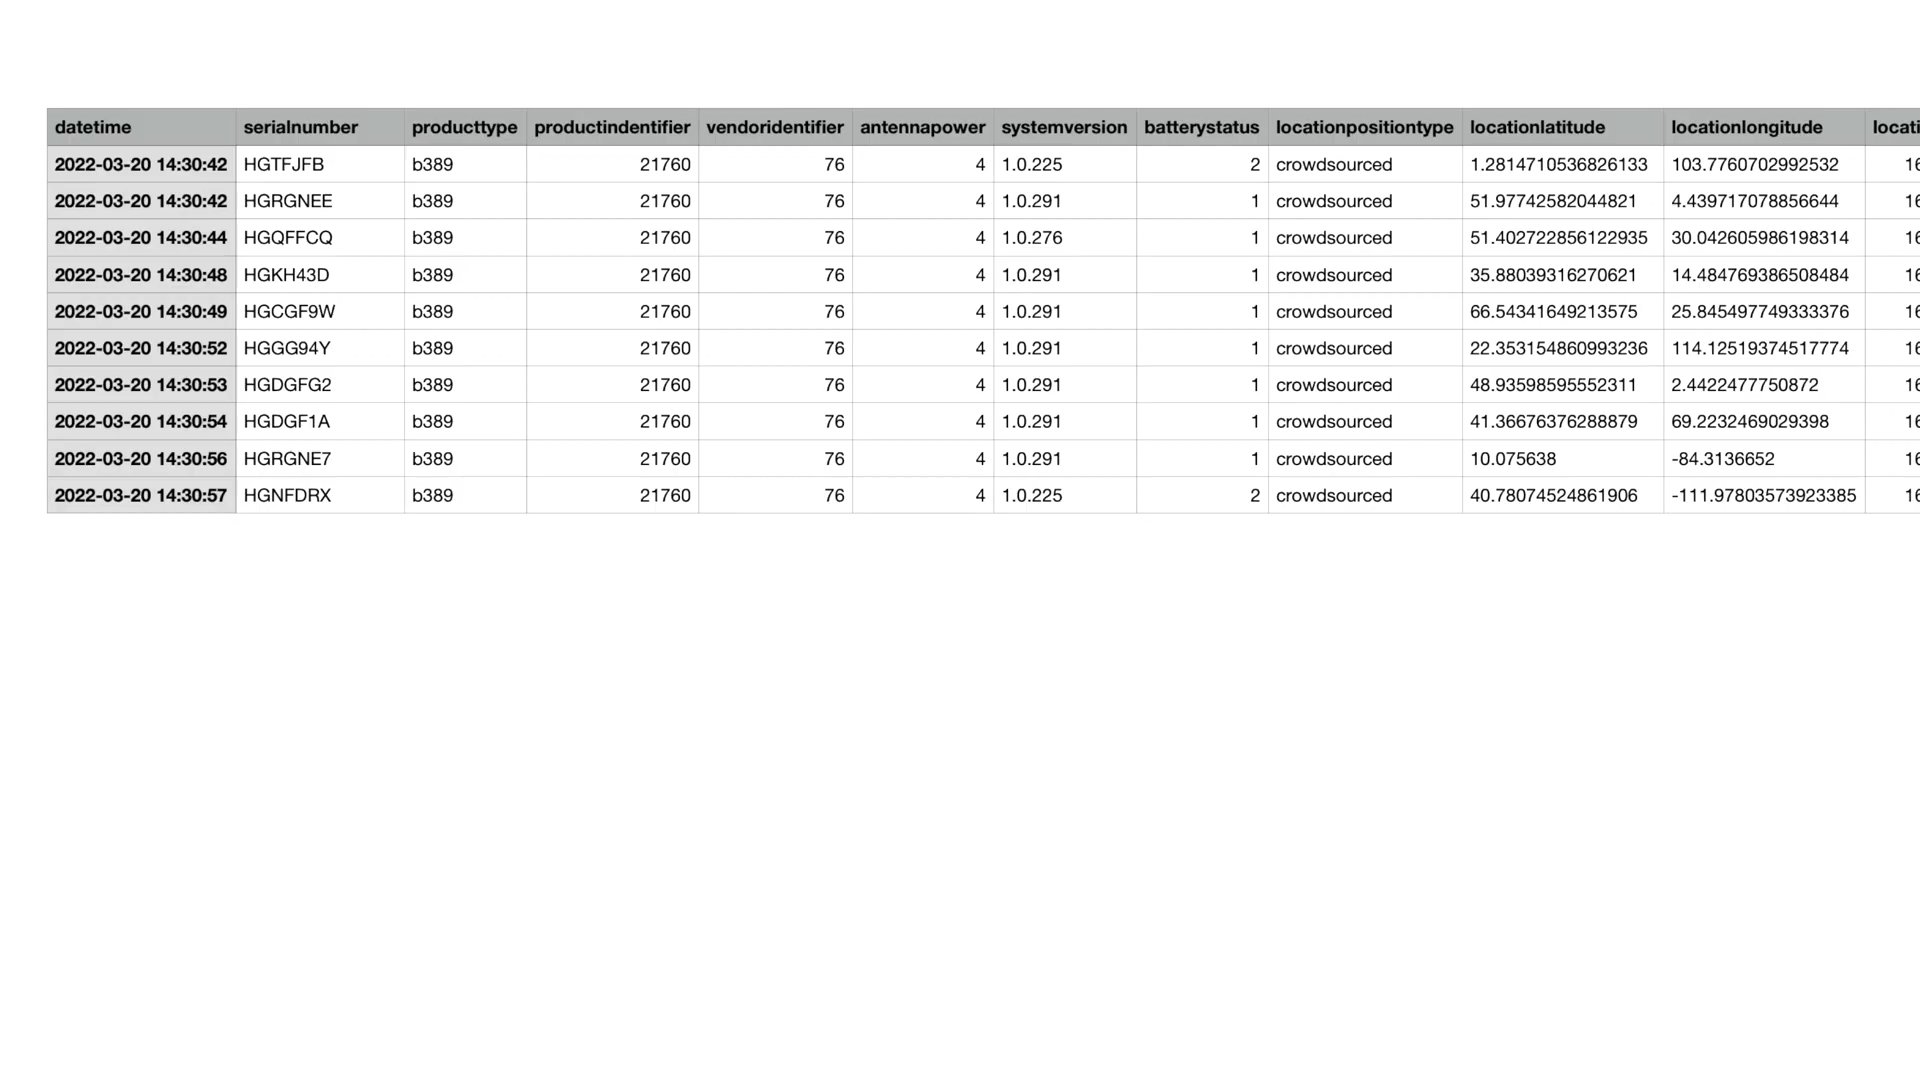 datetime serialnumber producttype productindentifier vendoridentifier antennapower systemversion batterystatus locationpositiontype locationlatitude locationlongitude locati
2022-03-20 14:30:42 HGTFJFB b389 21760 76 4 1.0.225 2 crowdsourced 1.2814710536826133 103.7760702992532 16
2022-03-20 14:30:42 HGRGNEE b389 21760 76 4 1.0.291 1 crowdsourced 51.97742582044821 4.439717078856644 16
2022-03-20 14:30:44 HGQFFCQ b389 21760 76 4 1.0.276 1 crowdsourced 51.402722856122935 30.042605986198314 16
2022-03-20 14:30:48 HGKH43D b389 21760 76 4 1.0.291 1 crowdsourced 35.88039316270621 14.484769386508484 16
2022-03-20 14:30:49 HGCGF9W b389 21760 76 4 1.0.291 1 crowdsourced 66.54341649213575 25.845497749333376 16
2022-03-20 14:30:52 HGGG94Y b389 21760 76 4 1.0.291 1 crowdsourced 22.353154860993236 114.12519374517774 16
2022-03-20 14:30:53 HGDGFG2 b389 21760 76 4 1.0.291 1 crowdsourced 48.93598595552311 2.4422477750872 16
2022-03-20 14:30:54 HGDGF1A b389 21760 76 4 1.0.291 1 crowdsourced 41.36676376288879 69.2232469029398 16
2022-03-20 14:30:56 HGRGNE7 b389 21760 76 4 1.0.291 1 crowdsourced 10.075638 -84.3136652 16
2022-03-20 14:30:57 HGNFDRX b389 21760 76 4 1.0.225 2 crowdsourced 40.78074524861906 -111.97803573923385 16